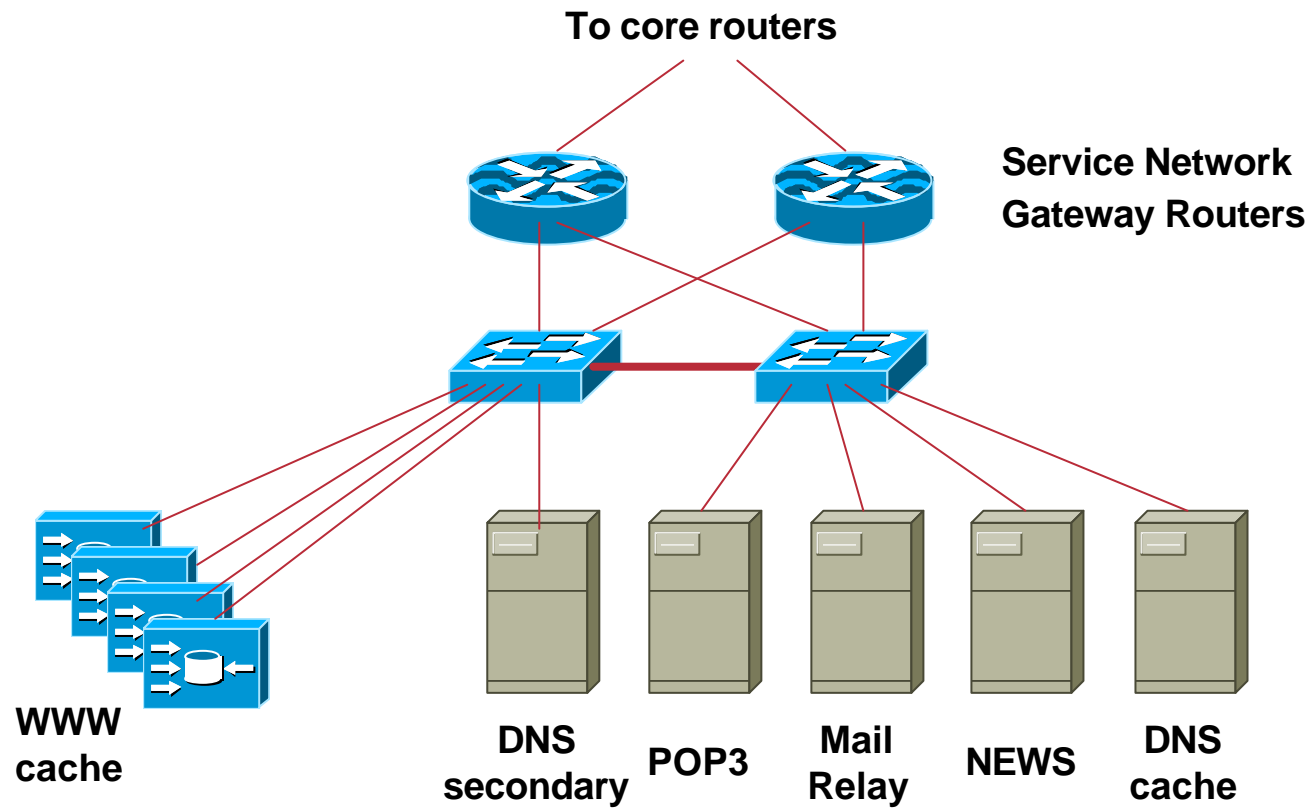 To core routers
Service Network
Gateway Routers
WWW
cache
DNS
secondary
POP3
Mail
Relay
NEWS
DNS
cache